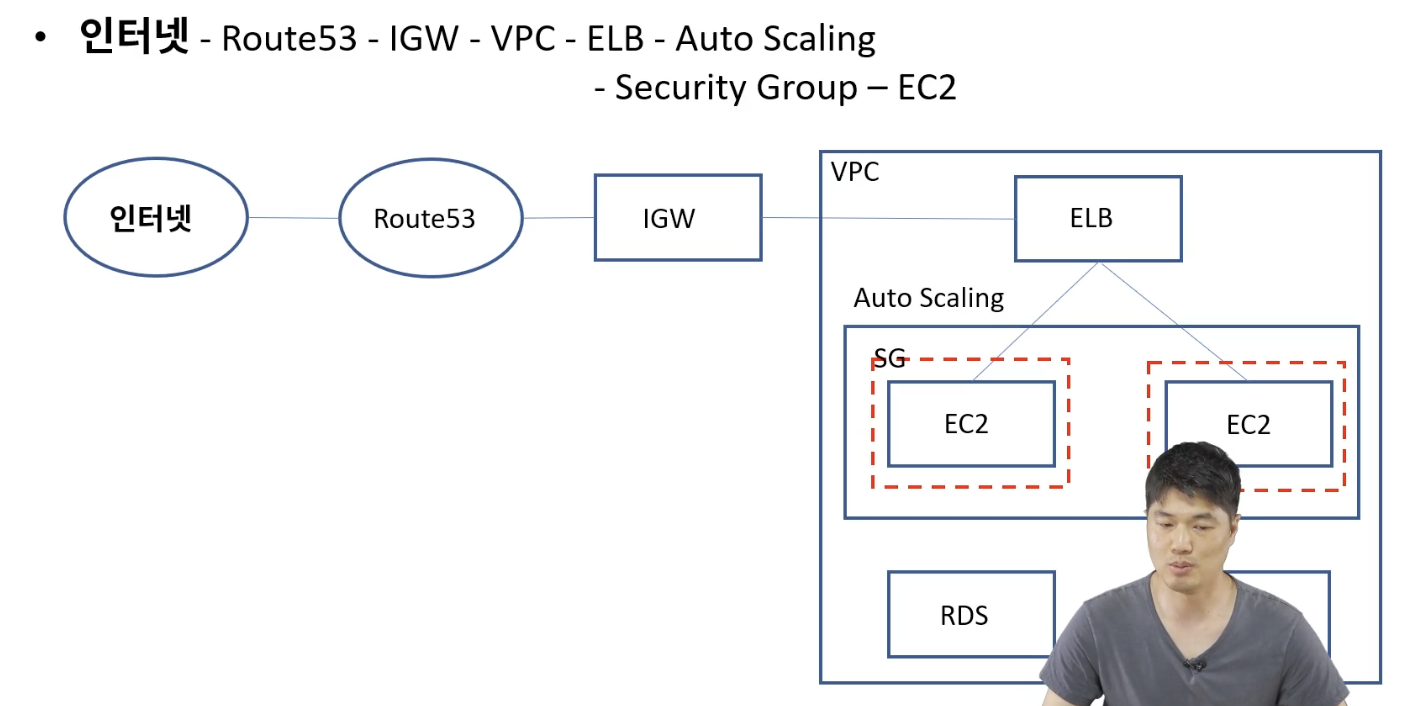 • 인터넷 - Route53 - IGW - VPC - ELB - Auto Scaling
- Security Group – EC2
VPC
인터넷
Route53
IGW
ELB
Auto Scaling
SG
EC2
EC2
RDS